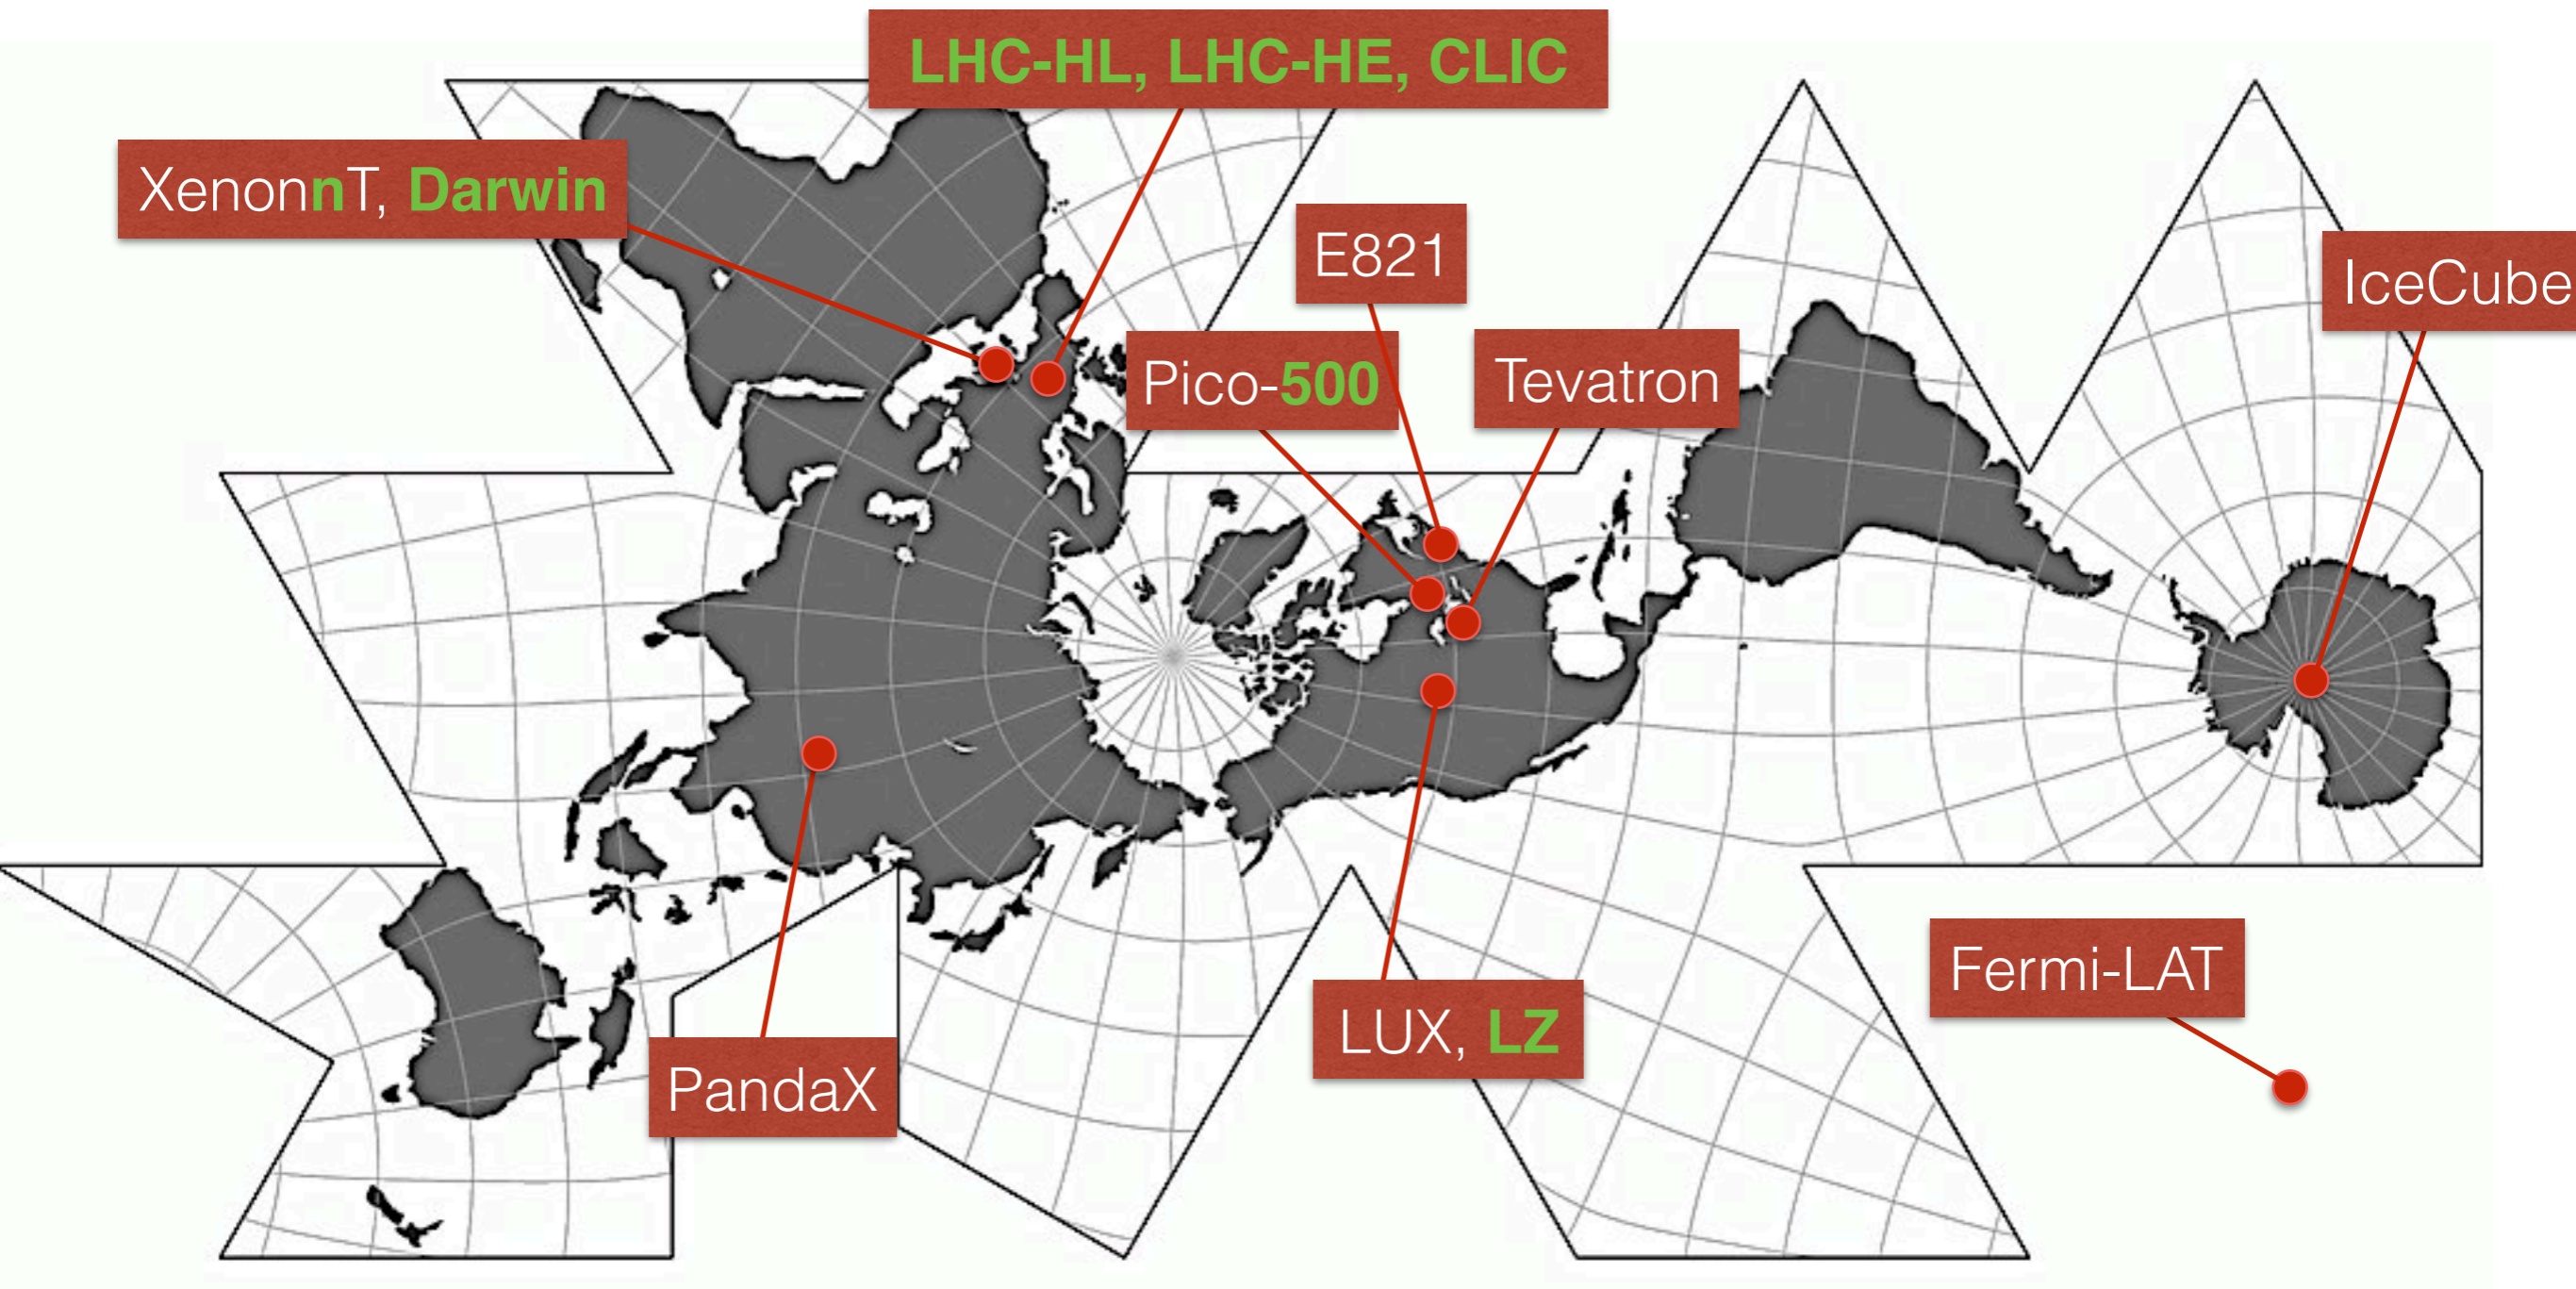 LHC-HL, LHC-HE, CLIC
XenonnT, Darwin
E821
IceCube
Pico-500
Tevatron
Fermi-LAT
LUX, LZ
PandaX